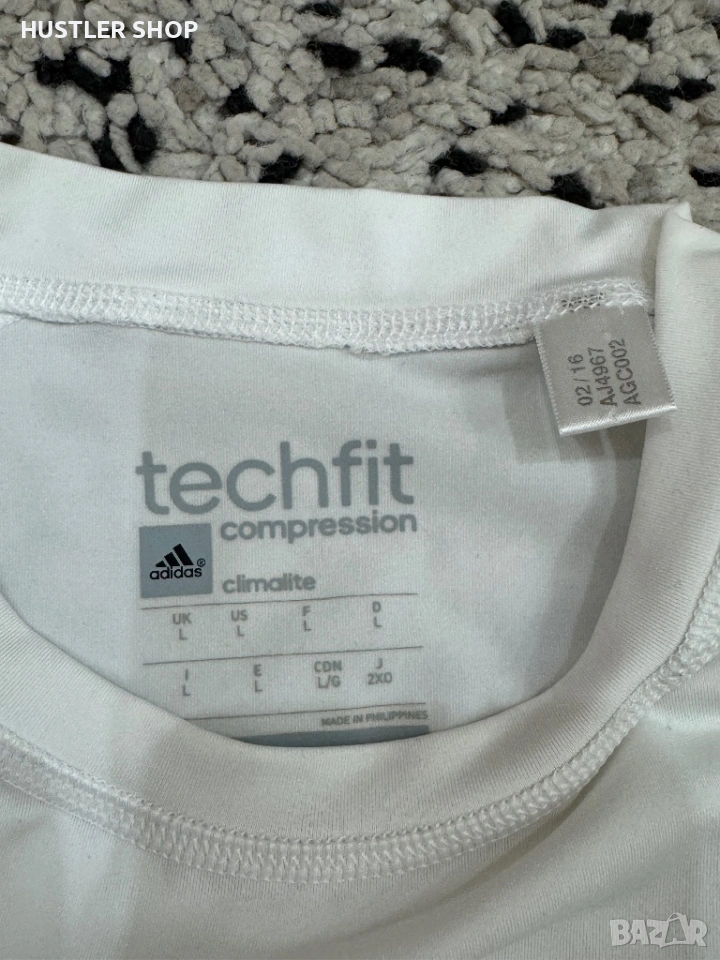 HUSTLER SHOP
02/16
AJ4967
AGC002
techfit
compression
adidas®
climalite
UK US F D
L L L L
I E CDN J
L L L/G 2XO
MADE IN PHILIPPINES
BAZAR